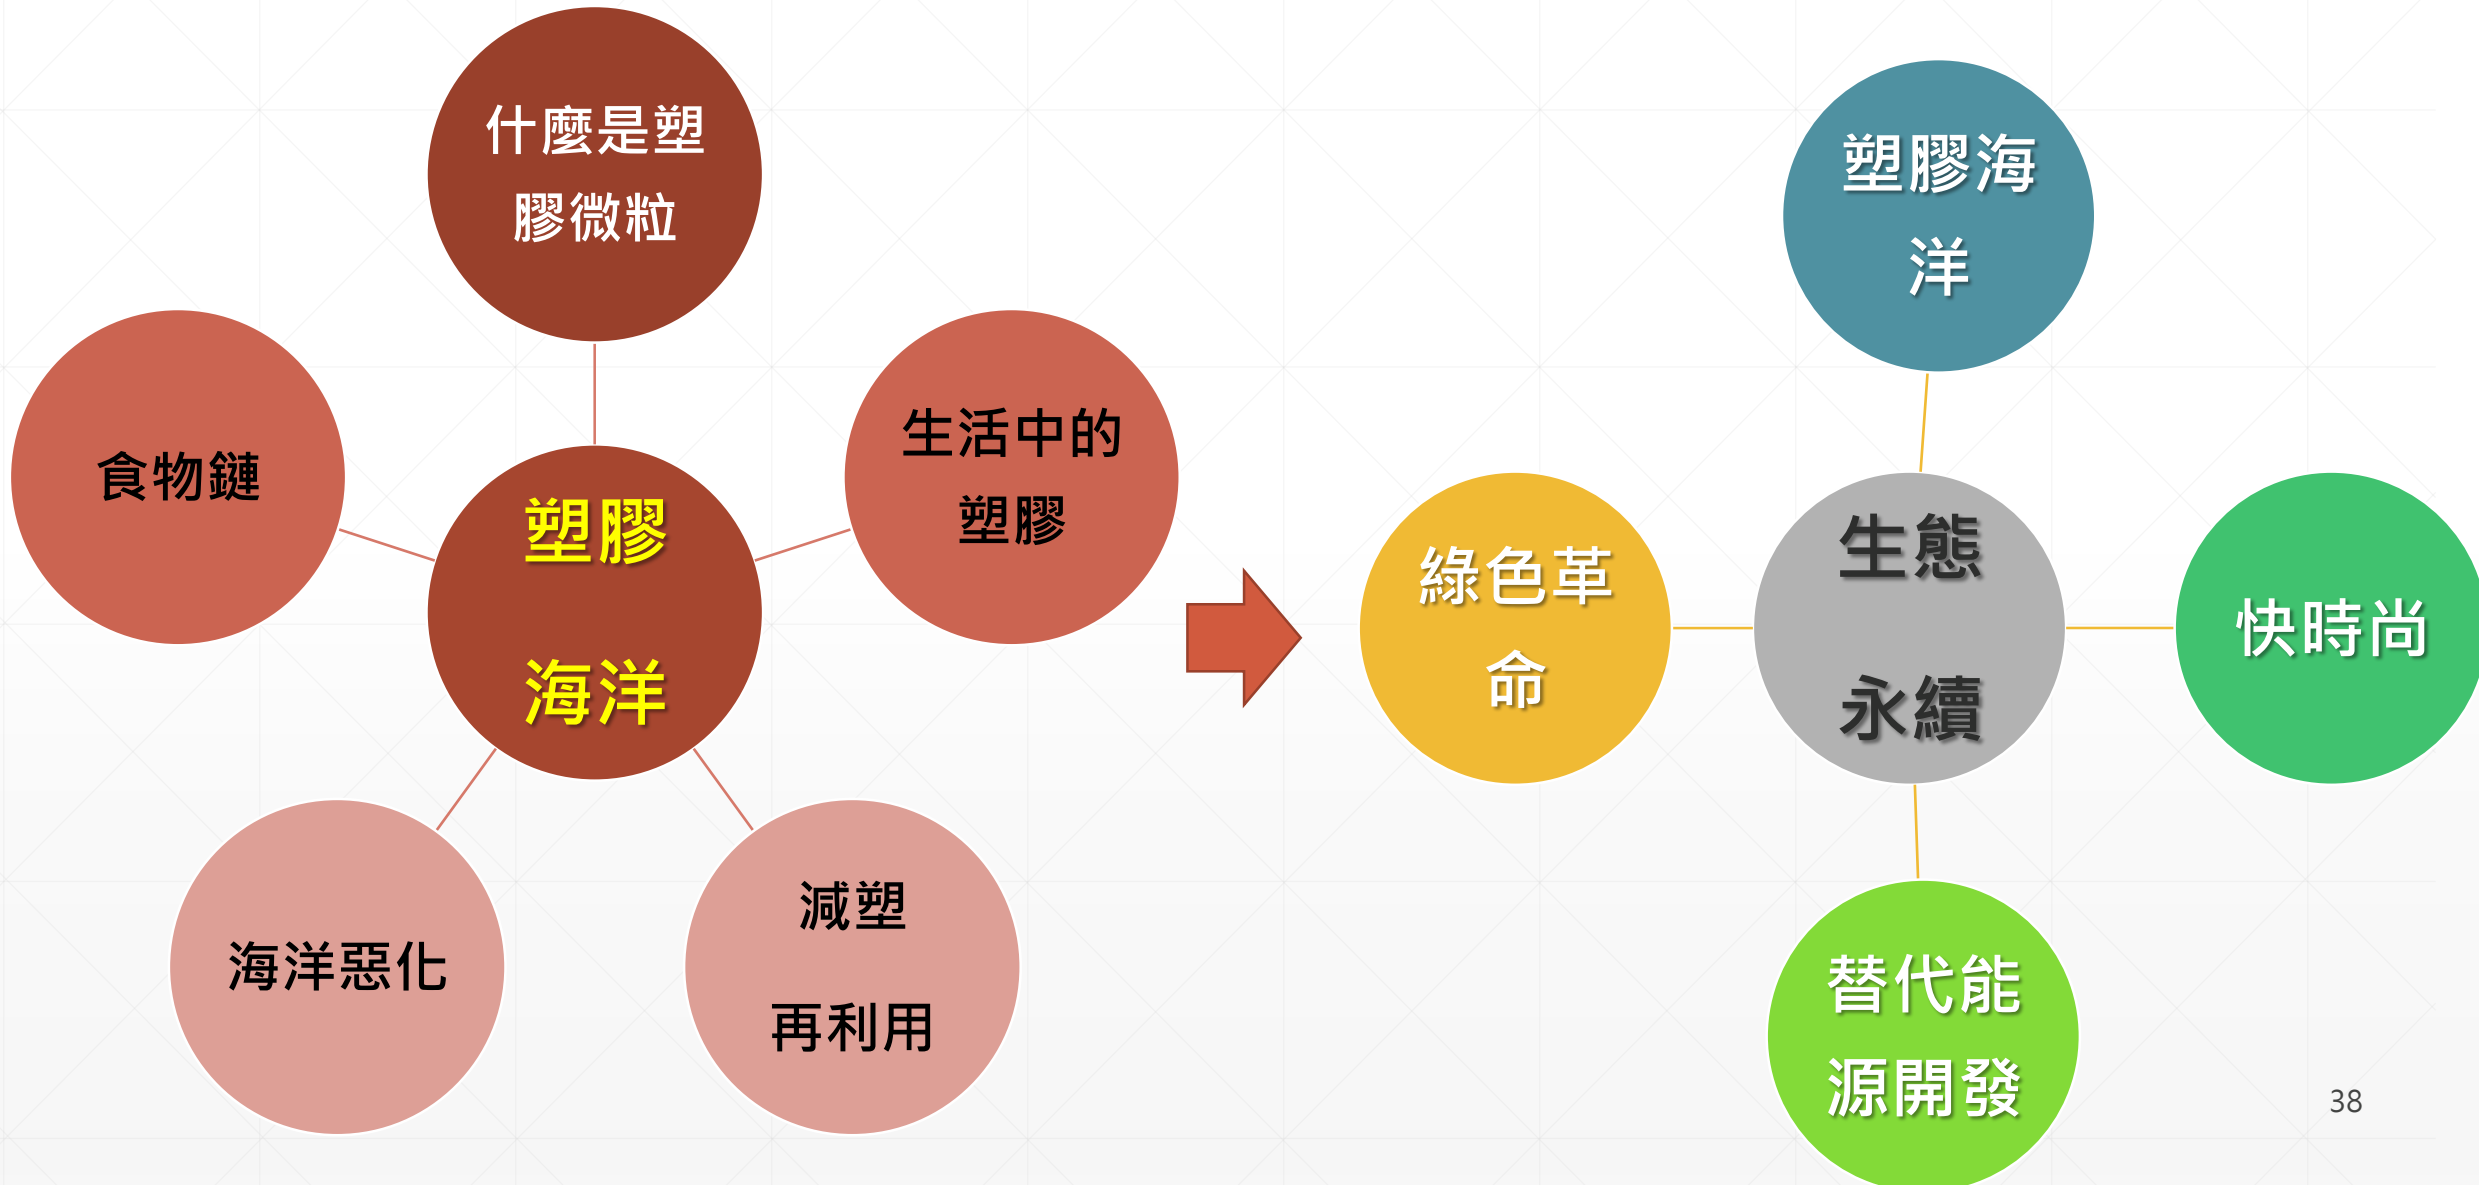 什麼是塑
膠微粒
食物鏈
生活中的
塑膠
塑膠
海洋
海洋惡化
減塑
再利用
塑膠海
洋
綠色革
命
生態
永續
快時尚
替代能
源開發
38